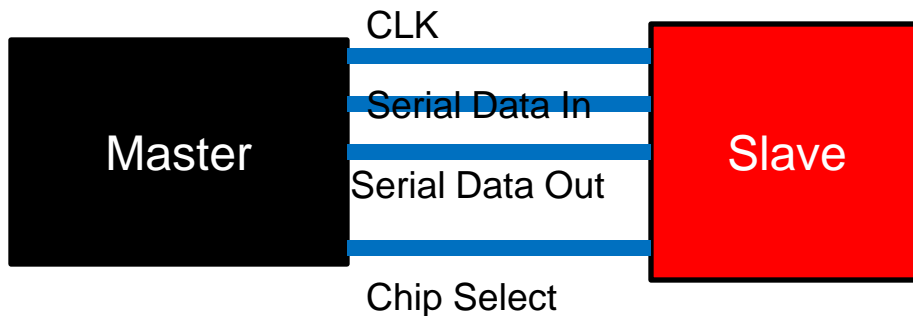 CLK
Serial Data In
Master
Slave
Serial Data Out
Chip Select